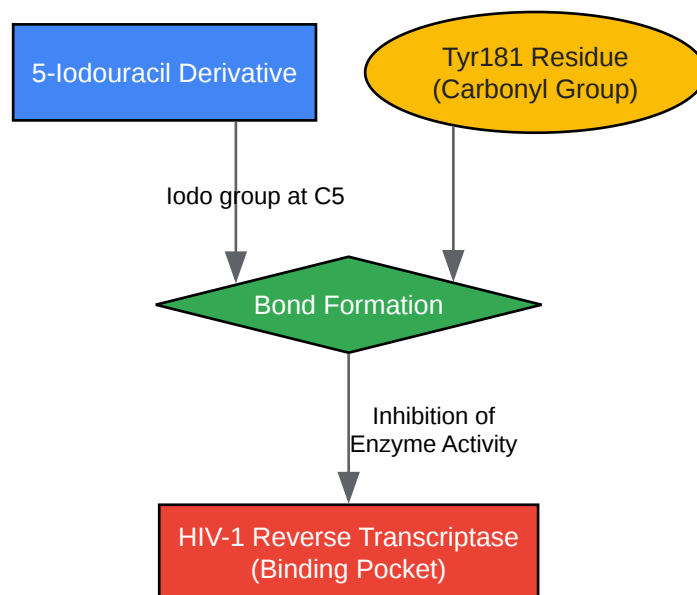 5-Iodouracil Derivative
Tyr181 Residue
(Carbonyl Group)
Iodo group at C5
Bond Formation
Inhibition of
Enzyme Activity
HIV-1 Reverse Transcriptase
(Binding Pocket)